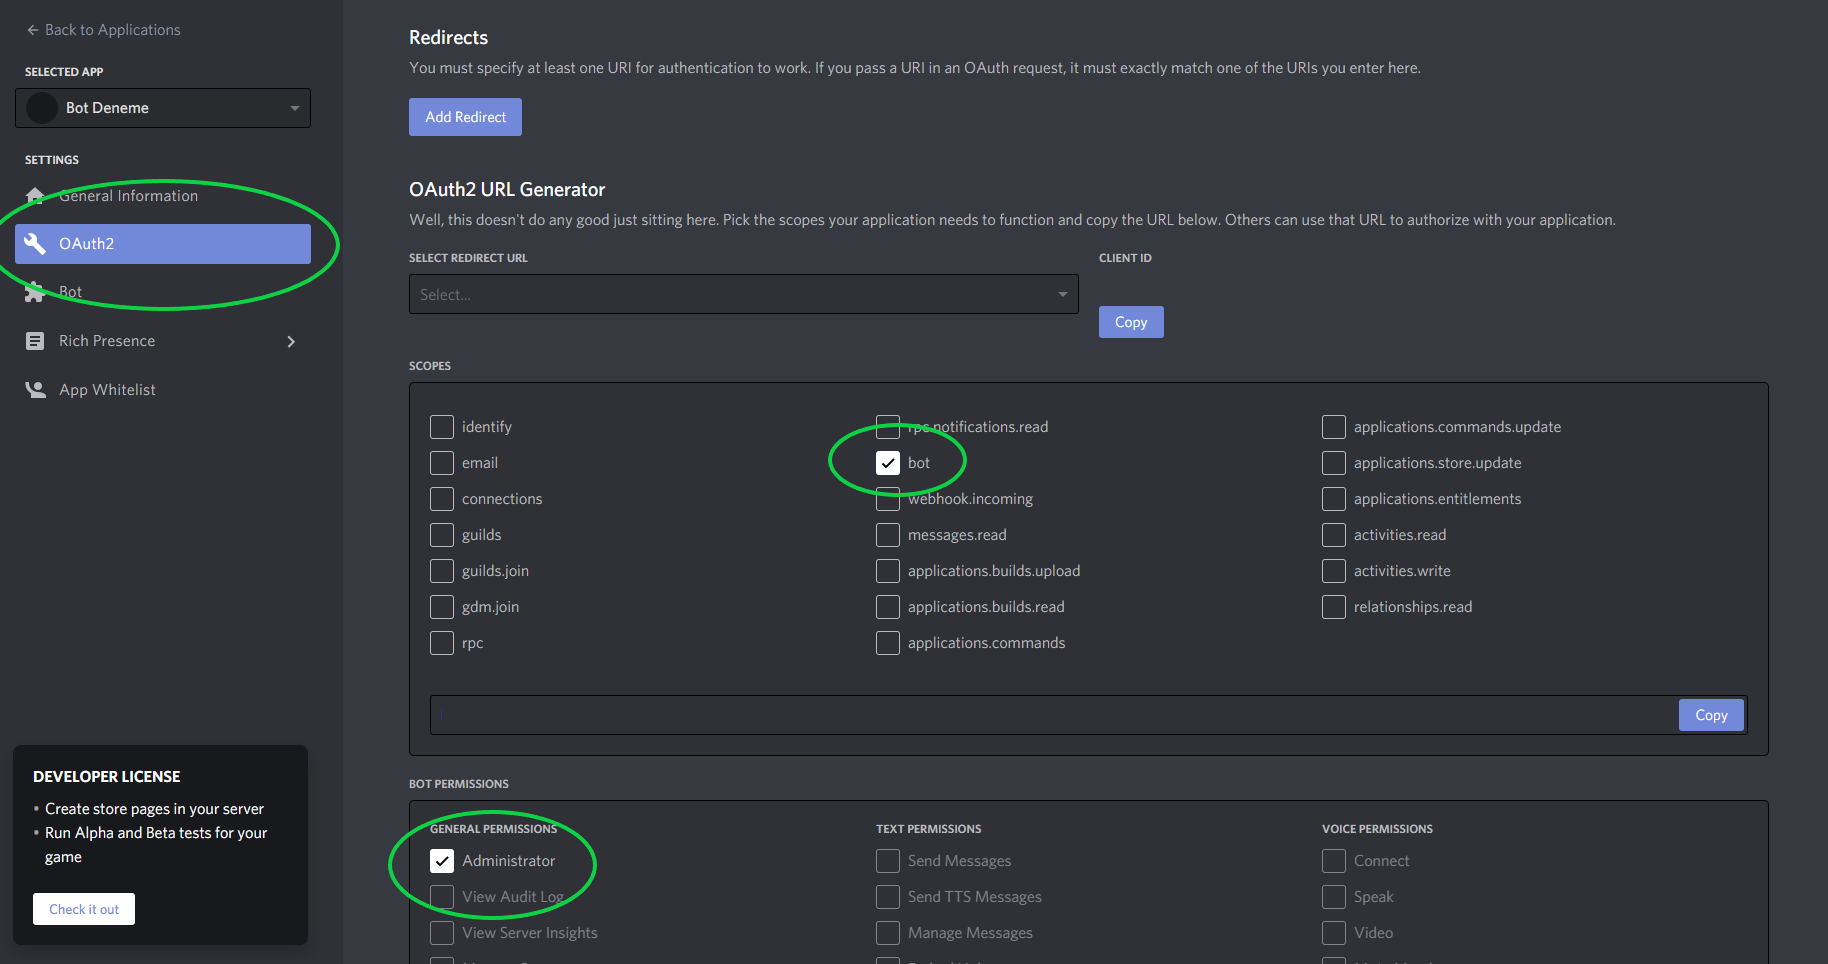 Back to Applications
SELECTED APP
Bot Deneme
SETTINGS
General Information
OAuth2
Bot
Rich Presence
App Whitelist
DEVELOPER LICENSE
• Create store pages in your server
• Run Alpha and Beta tests for your
game
Check it out
Redirects
You must specify at least one URI for authentication to work. If you pass a URI in an OAuth request, it must exactly match one of the URIs you enter here.
Add Redirect
OAuth2 URL Generator
Well, this doesn't do any good just sitting here. Pick the scopes your application needs to function and copy the URL below. Others can use that URL to authorize with your application.
SELECT REDIRECT URL
Select...
CLIENT ID
Copy
SCOPES
identify
email
connections
guilds
guilds.join
gdm.join
rpc
rpc.notifications.read
bot
webhook.incoming
messages.read
applications.builds.upload
applications.builds.read
applications.commands
applications.commands.update
applications.store.update
applications.entitlements
activities.read
activities.write
relationships.read
Copy
BOT PERMISSIONS
GENERAL PERMISSIONS
Administrator
View Audit Log
View Server Insights
TEXT PERMISSIONS
Send Messages
Send TTS Messages
Manage Messages
VOICE PERMISSIONS
Connect
Speak
Video